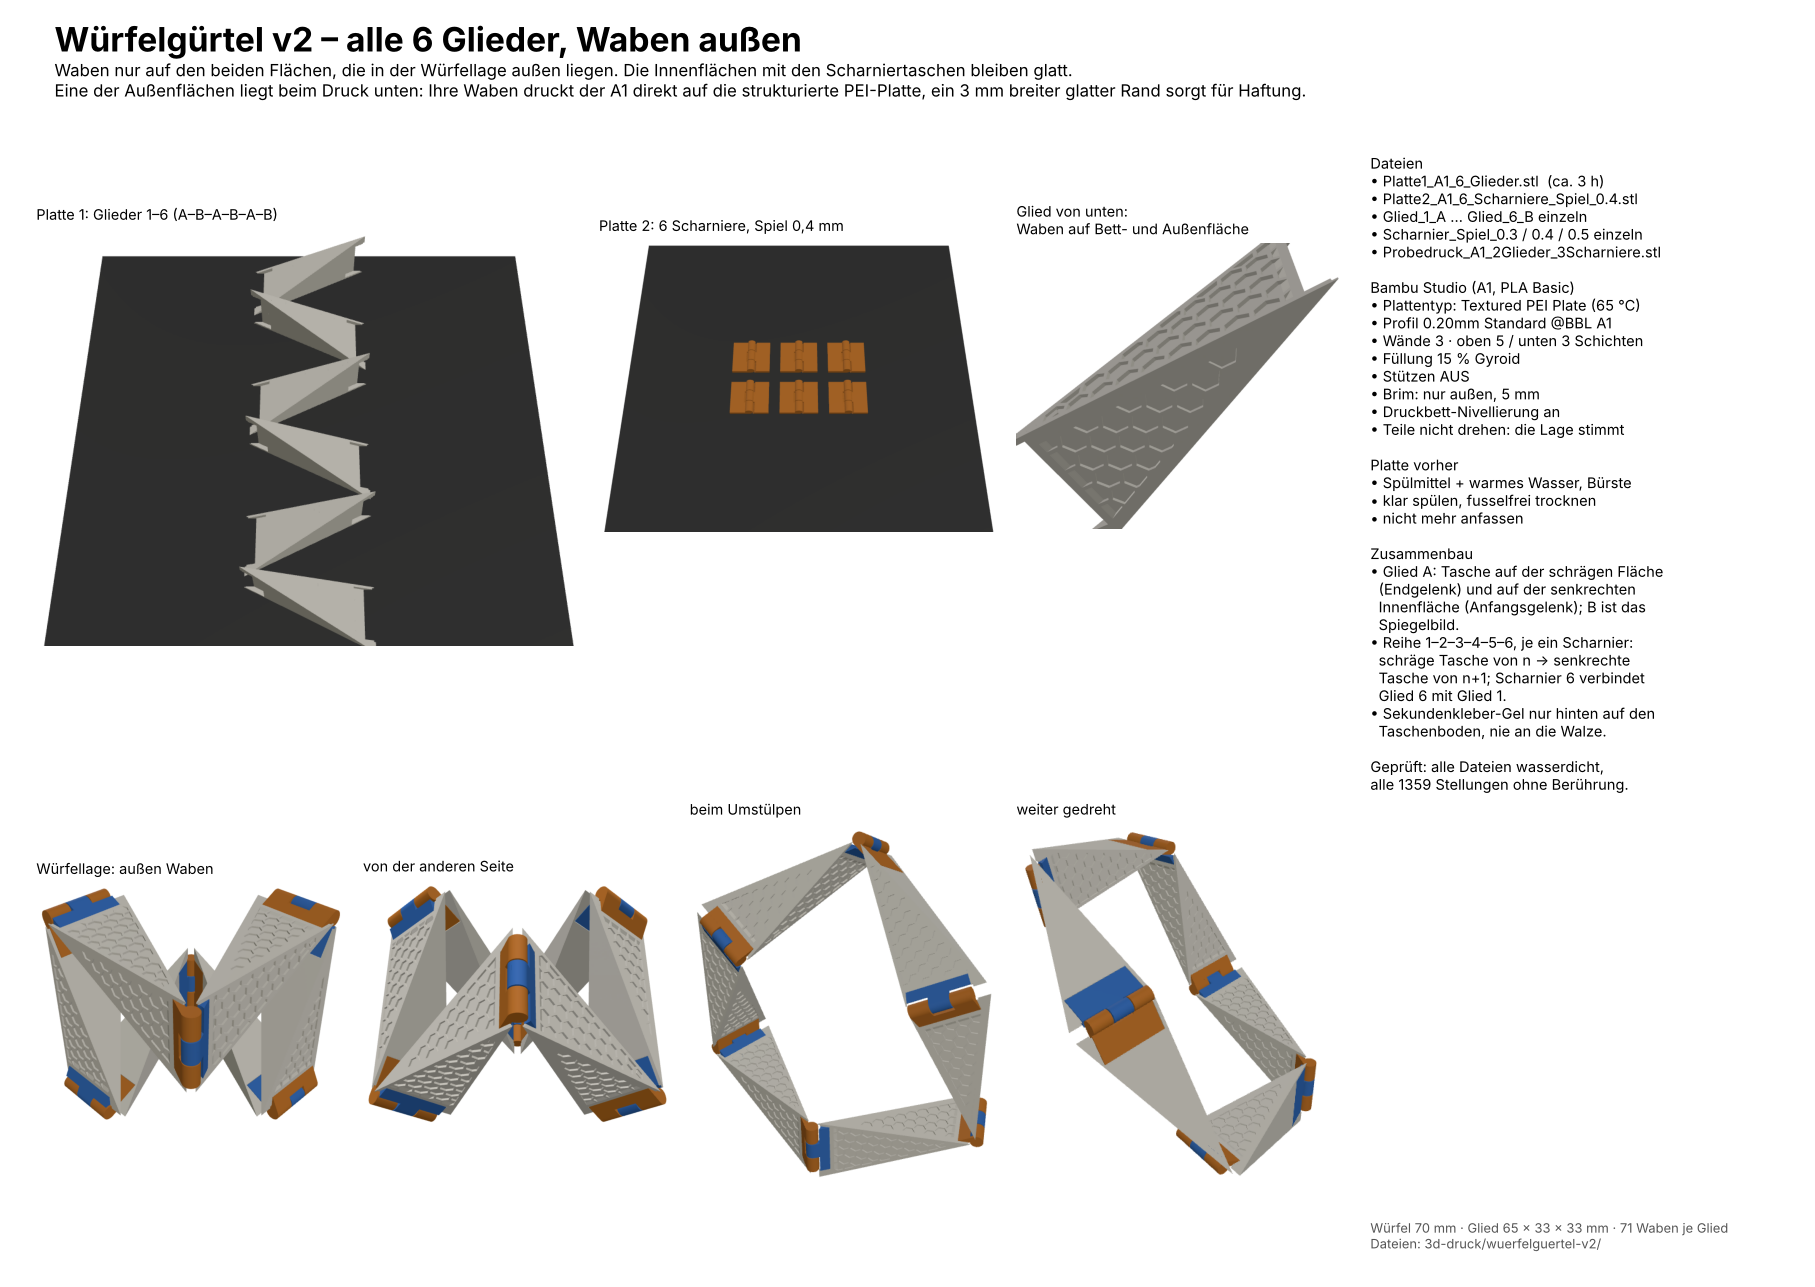 Würfelgürtel v2 – alle 6 Glieder, Waben außen
Waben nur auf den beiden Flächen, die in der Würfellage außen liegen. Die Innenflächen mit den Scharniertaschen bleiben glatt.
Eine der Außenflächen liegt beim Druck unten: Ihre Waben druckt der A1 direkt auf die strukturierte PEI-Platte, ein 3 mm breiter glatter Rand sorgt für Haftung.
Platte 1: Glieder 1–6 (A–B–A–B–A–B)
Platte 2: 6 Scharniere, Spiel 0,4 mm
Glied von unten:
Waben auf Bett- und Außenfläche
Dateien
• Platte1_A1_6_Glieder.stl  (ca. 3 h)
• Platte2_A1_6_Scharniere_Spiel_0.4.stl
• Glied_1_A … Glied_6_B einzeln
• Scharnier_Spiel_0.3 / 0.4 / 0.5 einzeln
• Probedruck_A1_2Glieder_3Scharniere.stl
Bambu Studio (A1, PLA Basic)
• Plattentyp: Textured PEI Plate (65 °C)
• Profil 0.20mm Standard @BBL A1
• Wände 3 · oben 5 / unten 3 Schichten
• Füllung 15 % Gyroid
• Stützen AUS
• Brim: nur außen, 5 mm
• Druckbett-Nivellierung an
• Teile nicht drehen: die Lage stimmt
Platte vorher
• Spülmittel + warmes Wasser, Bürste
• klar spülen, fusselfrei trocknen
• nicht mehr anfassen
Zusammenbau
• Glied A: Tasche auf der schrägen Fläche
(Endgelenk) und auf der senkrechten
Innenfläche (Anfangsgelenk); B ist das
Spiegelbild.
• Reihe 1–2–3–4–5–6, je ein Scharnier:
schräge Tasche von n → senkrechte
Tasche von n+1; Scharnier 6 verbindet
Glied 6 mit Glied 1.
• Sekundenkleber-Gel nur hinten auf den
Taschenboden, nie an die Walze.
Geprüft: alle Dateien wasserdicht,
alle 1359 Stellungen ohne Berührung.
Würfellage: außen Waben
von der anderen Seite
beim Umstülpen
weiter gedreht
Würfel 70 mm · Glied 65 × 33 × 33 mm · 71 Waben je Glied
Dateien: 3d-druck/wuerfelguertel-v2/